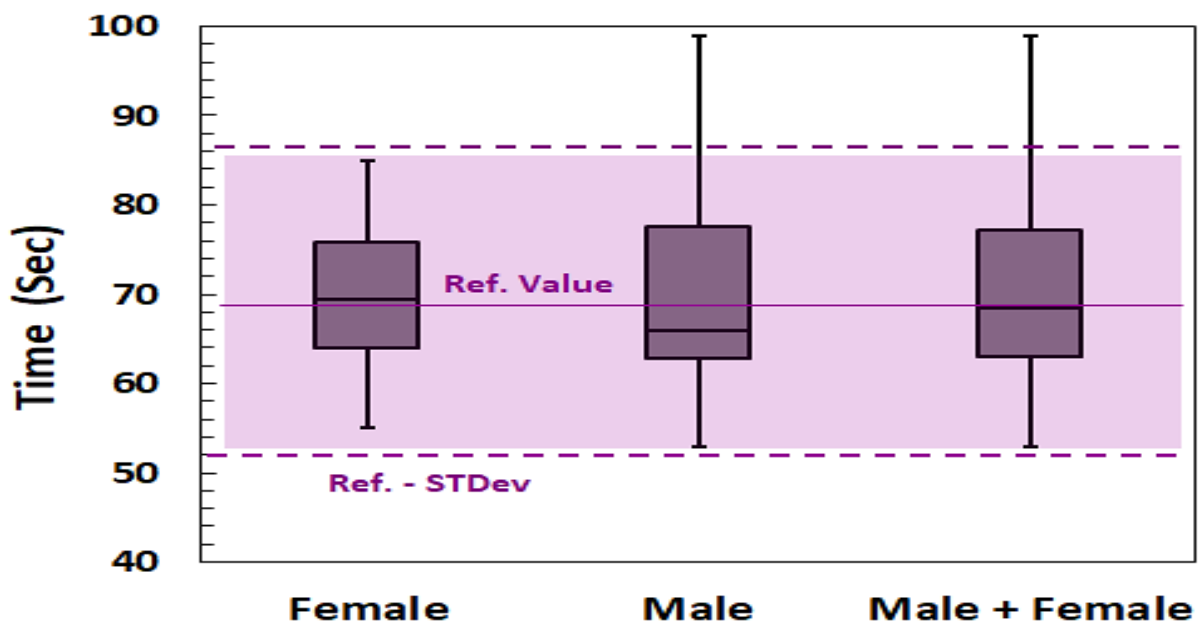 100
90
80
70
60
50
40
Time (Sec)
Ref. Value
Ref. - STDev
Female
Male
Male + Female